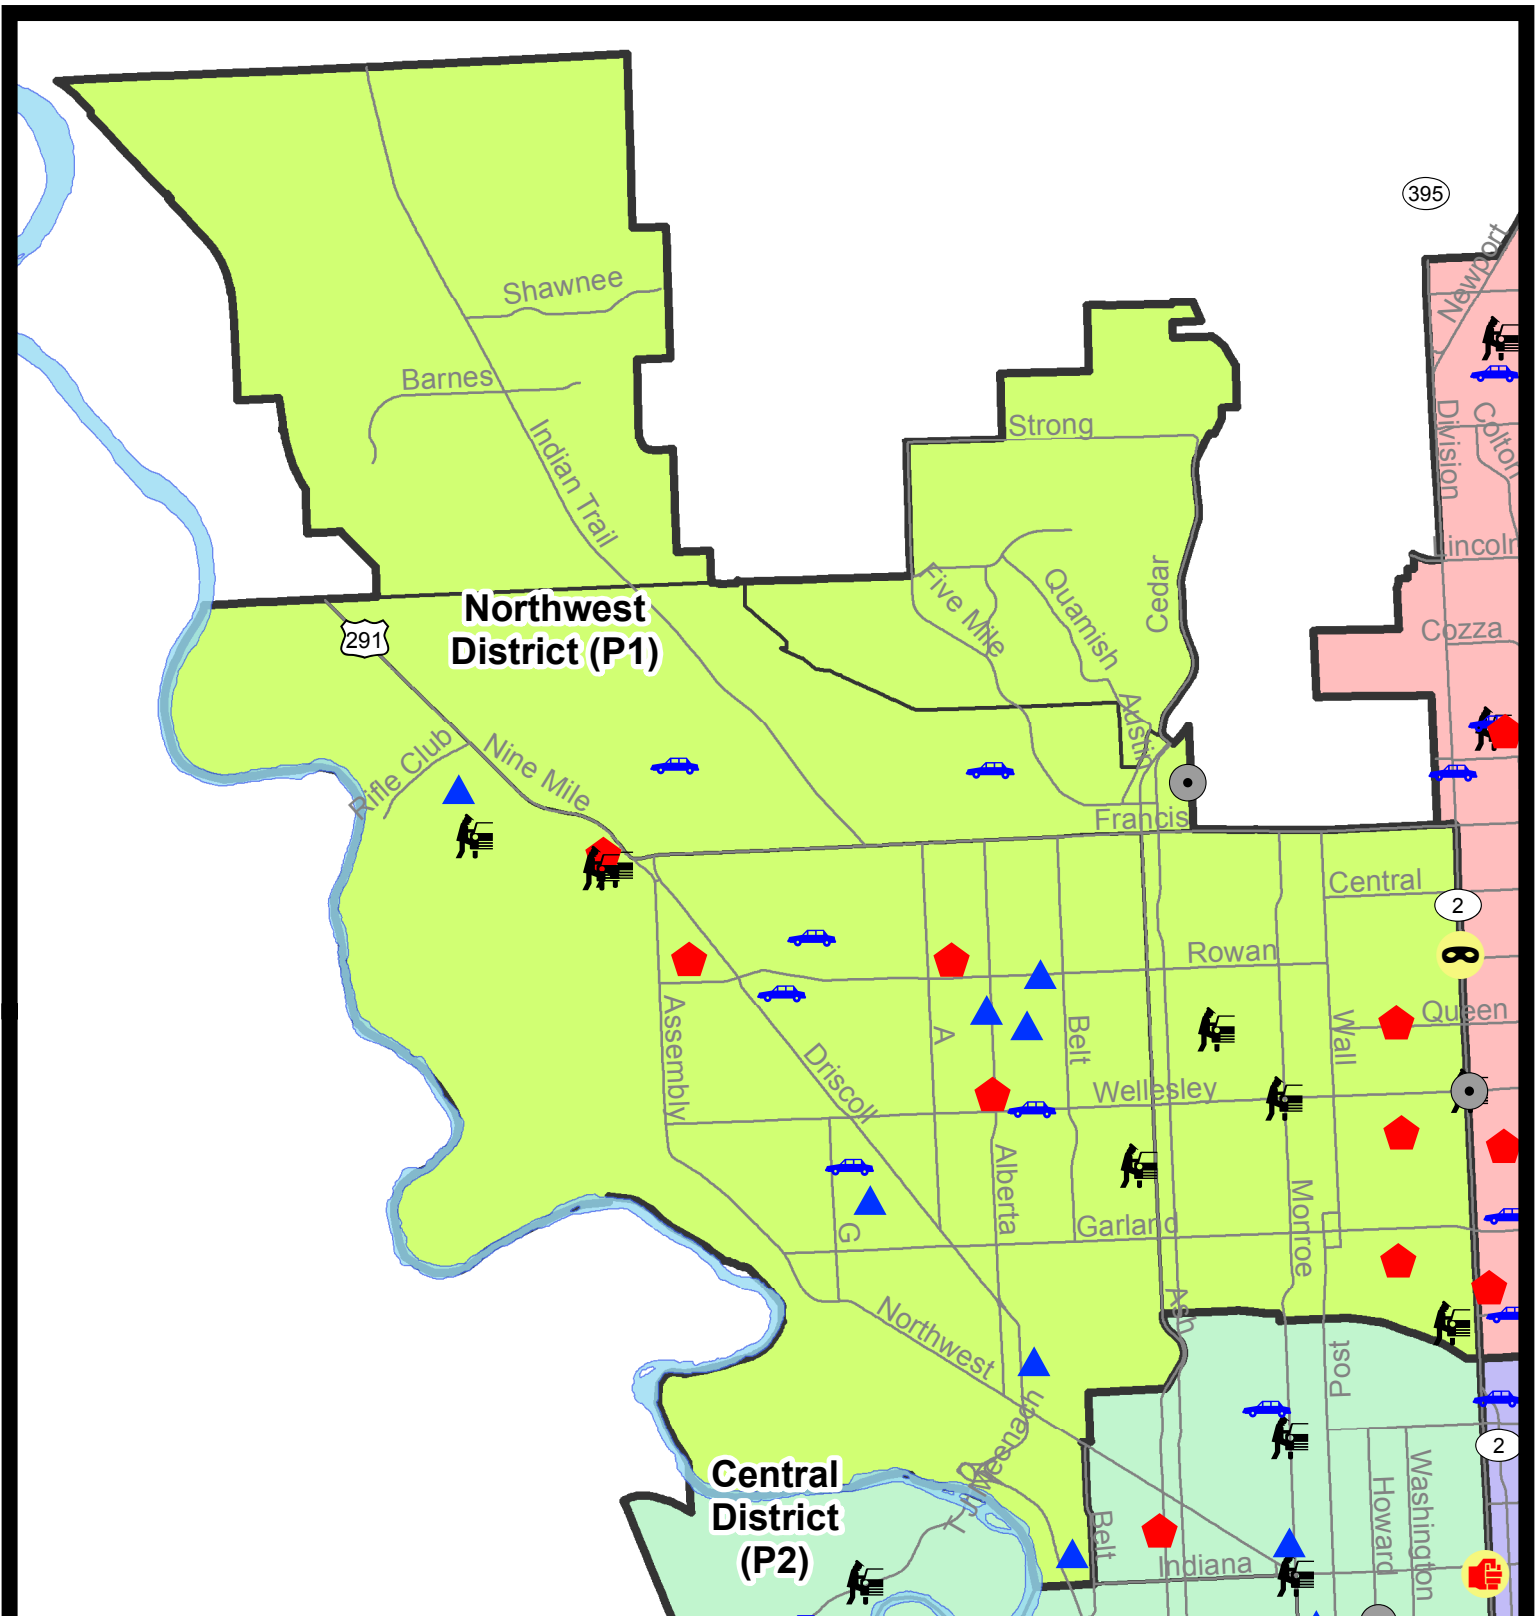 395
Newport
Shawnee
Barnes
Strong
Division
Colton
Indian Trail
incoln
Northwest
District (P1)
291
Five Mile
Quamish
Cedar
Cozza
Austin
Rifle Club
Nine Mile
Francis
Central
2
Rowan
Queen
Assembly
A
Belt
Wall
Driscoll
Wellesley
Alberta
G
Garland
Monroe
Ash
Northwest
Post
2
Central
District
(P2)
Belt
Indiana
Howard
Washington